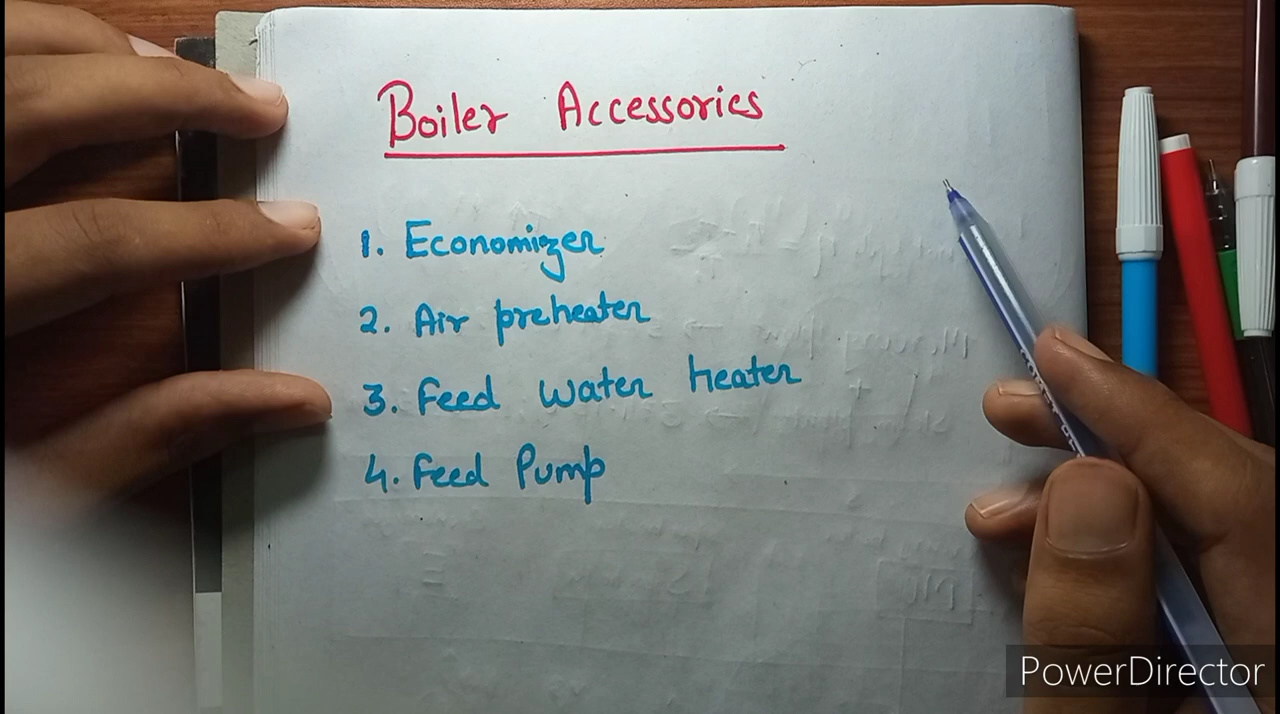 Boiler Accessories
1. Economizer
2. Air preheater
3. Feed water heater
4. Feed Pump
PowerDirector